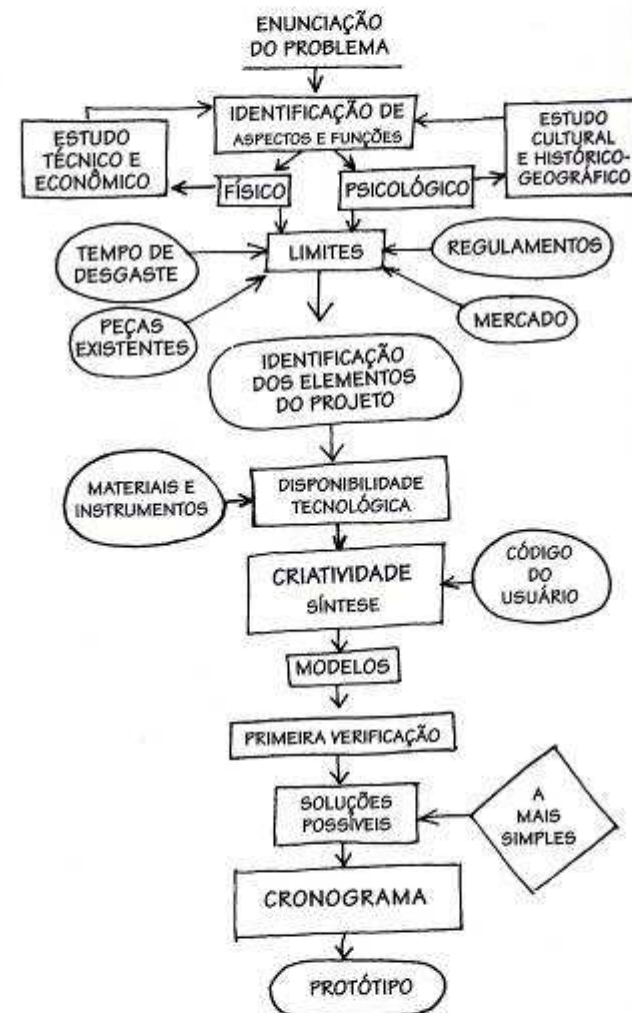 ENUNCIAÇÃO
DO PROBLEMA
IDENTIFICAÇÃO DE
ASPECTOS E FUNÇÕES
ESTUDO
TÉCNICO E
ECONÔMICO
ESTUDO
CULTURAL
E HISTÓRICO-
GEOGRÁFICO
FÍSICO
PSICOLÓGICO
TEMPO DE
DESGASTE
LIMITES
REGULAMENTOS
PEÇAS
EXISTENTES
MERCADO
IDENTIFICAÇÃO
DOS ELEMENTOS
DO PROJETO
MATERIAIS E
INSTRUMENTOS
DISPONIBILIDADE
TECNOLÓGICA
CRIATIVIDADE
SÍNTESE
CÓDIGO
DO
USUÁRIO
MODELOS
PRIMEIRA VERIFICAÇÃO
SOLUÇÕES
POSSÍVEIS
A
MAIS
SIMPLES
CRONOGRAMA
PROTÓTIPO